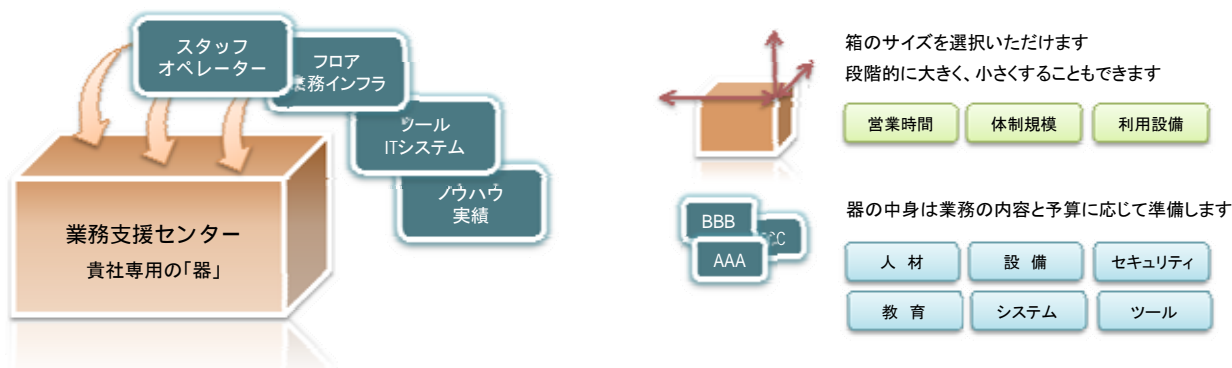 スタッフ
オペレーター
フロア
業務インフラ
ツール
ITシステム
ノウハウ
実績
業務支援センター
貴社専用の「器」
箱のサイズを選択いただけます
段階的に大きく、小さくすることもできます
営業時間
体制規模
利用設備
BBB
AAA
器の中身は業務の内容と予算に応じて準備します
人 材
設 備
セキュリティ
教 育
システム
ツール